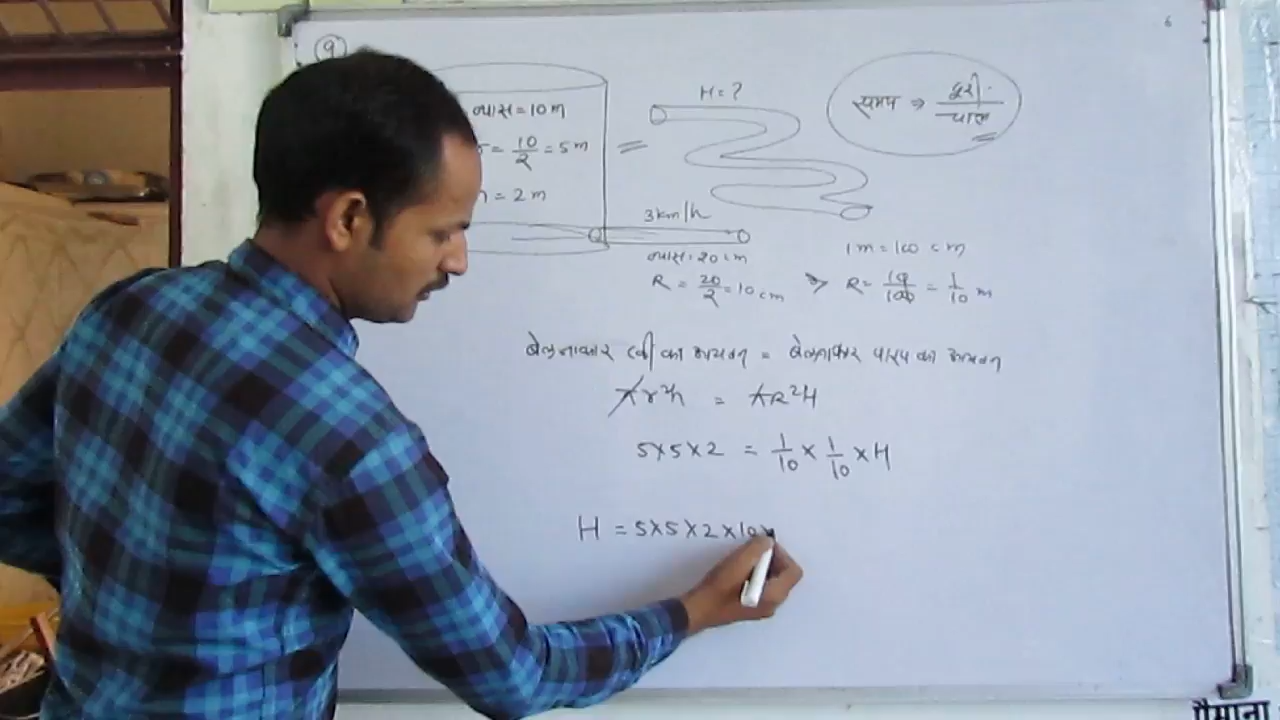 9
व्यास = 10 m
= 10/2 = 5 m
= 2 m
H = ?
समय ⇒ दूरी/चाल
3 km/h
व्यास = 20 cm
R = 20/2 = 10 cm
1 m = 100 cm
⇒ R = 10/100 = 1/10 m
बेलनाकार का आयतन = बेलनाकार पाइप का आयतन
πr²h = πR²H
5×5×2 = 1/10 × 1/10 × H
H = 5×5×2×10×
पैमाना
6